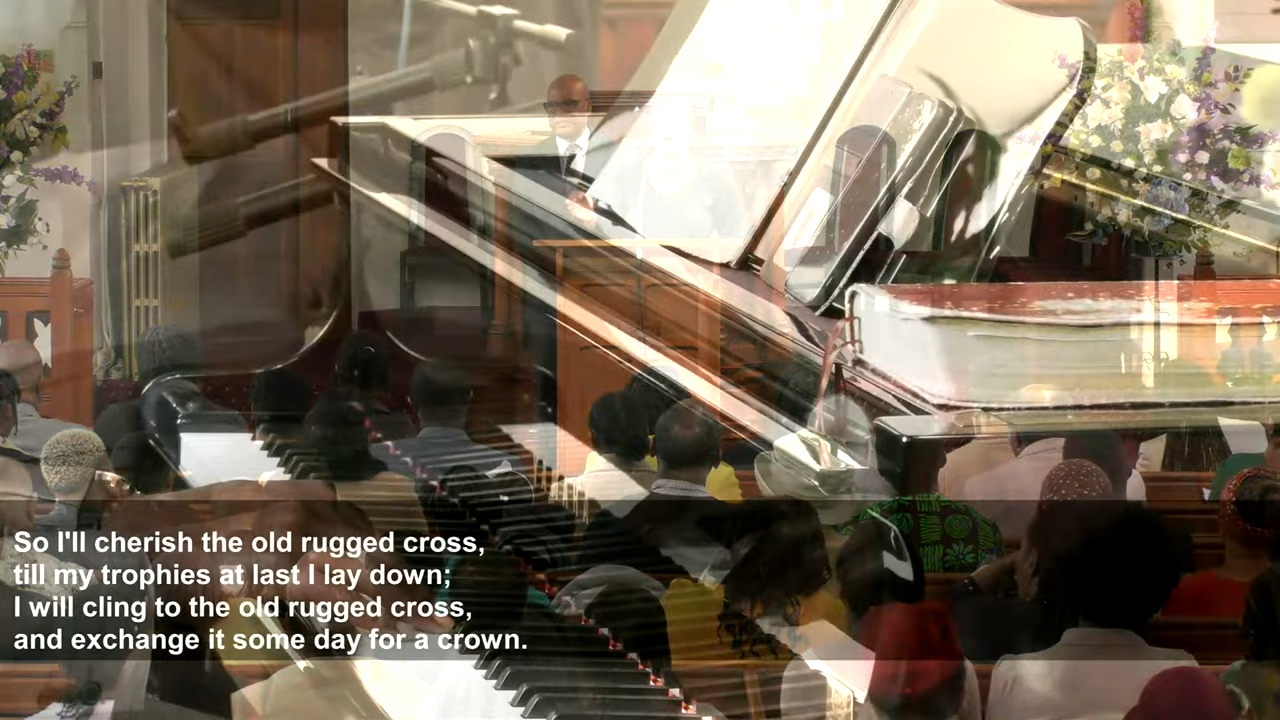 So I'll cherish the old rugged cross,
till my trophies at last I lay down;
I will cling to the old rugged cross,
and exchange it some day for a crown.